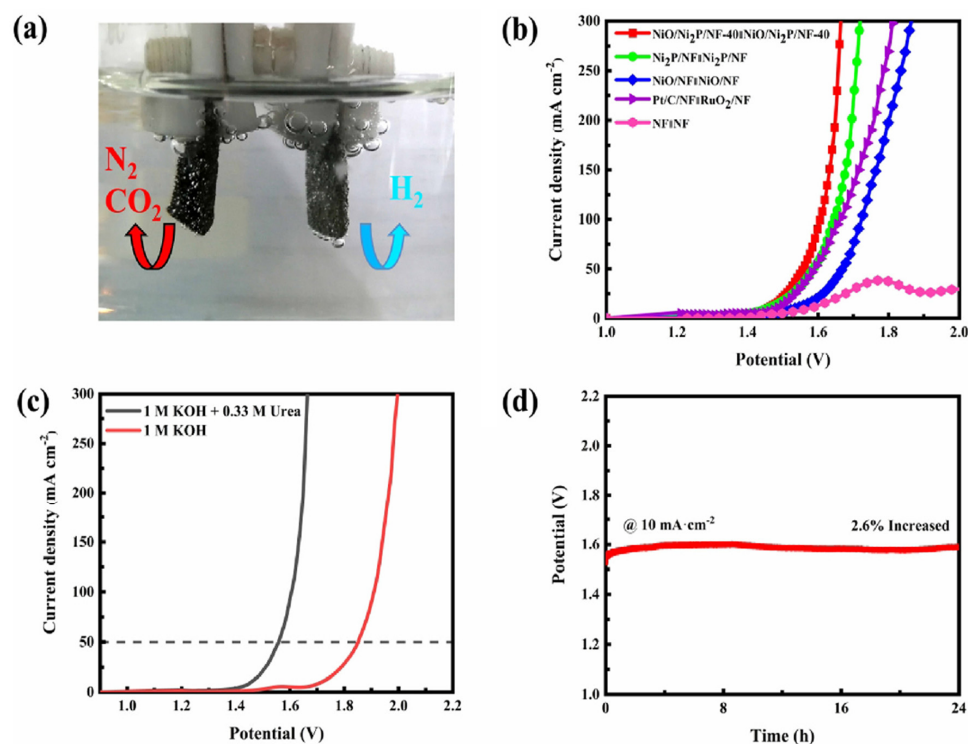 (a)
N₂
CO₂
H₂
(b)
300
250
200
150
100
50
0
Current density (mA cm⁻²)
NiO/Ni₂P/NF-40||NiO/Ni₂P/NF-40
Ni₂P/NF||Ni₂P/NF
NiO/NF||NiO/NF
Pt/C/NF||RuO₂/NF
NF||NF
1.0 1.2 1.4 1.6 1.8 2.0
Potential (V)
(c)
300
250
200
150
100
50
0
Current density (mA cm⁻²)
1 M KOH + 0.33 M Urea
1 M KOH
1.0 1.2 1.4 1.6 1.8 2.0 2.2
Potential (V)
(d)
2.2
2.0
1.8
1.6
1.4
1.2
1.0
Potential (V)
@ 10 mA·cm⁻²
2.6% Increased
0 8 16 24
Time (h)